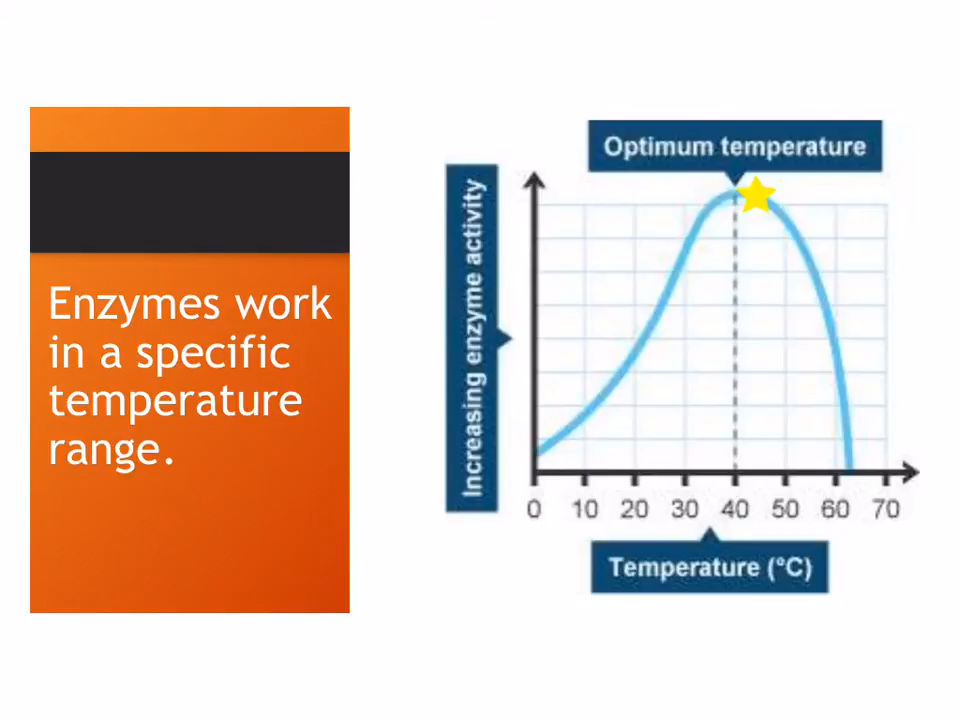 Enzymes work
in a specific
temperature
range.
Optimum temperature
Increasing enzyme activity
0 10 20 30 40 50 60 70
Temperature (°C)